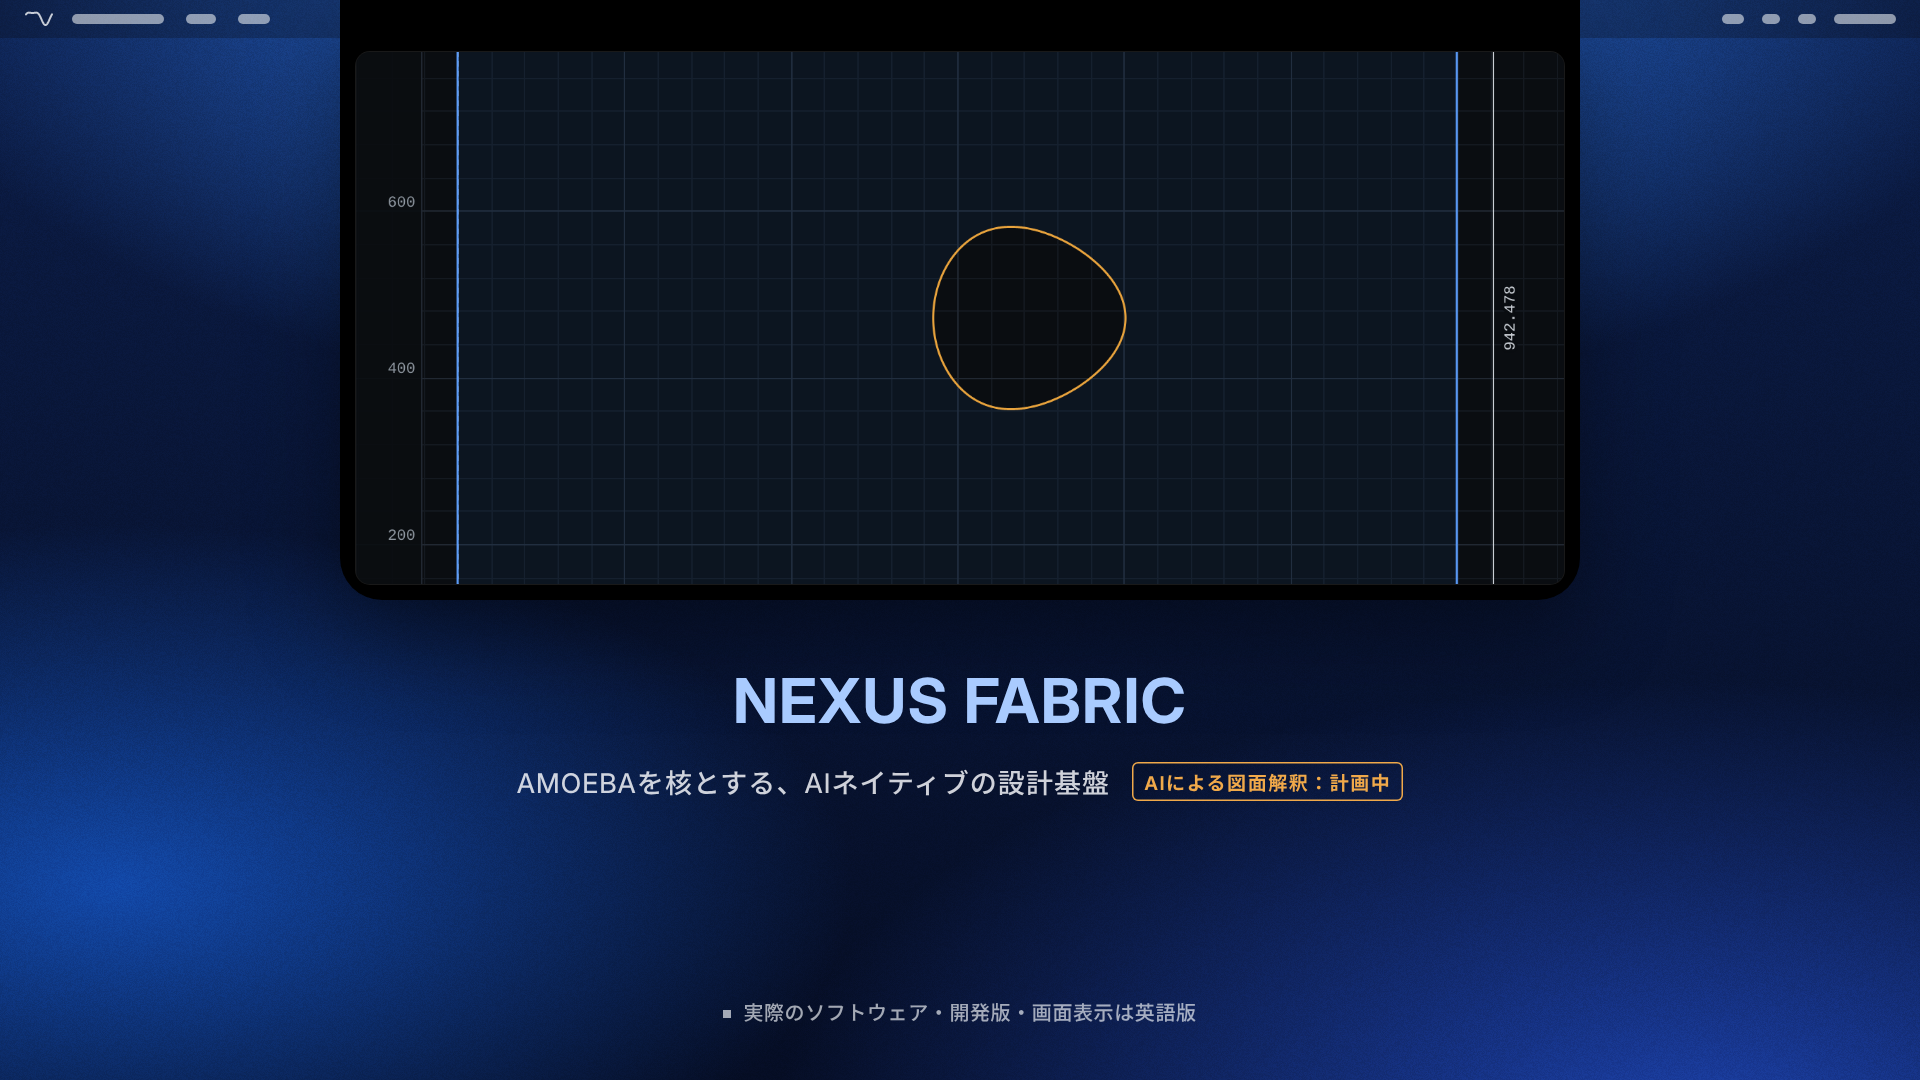 600
400
200
942.478
NEXUS FABRIC
AMOEBAを核とする、AIネイティブの設計基盤
AIによる図面解釈：計画中
実際のソフトウェア・開発版・画面表示は英語版